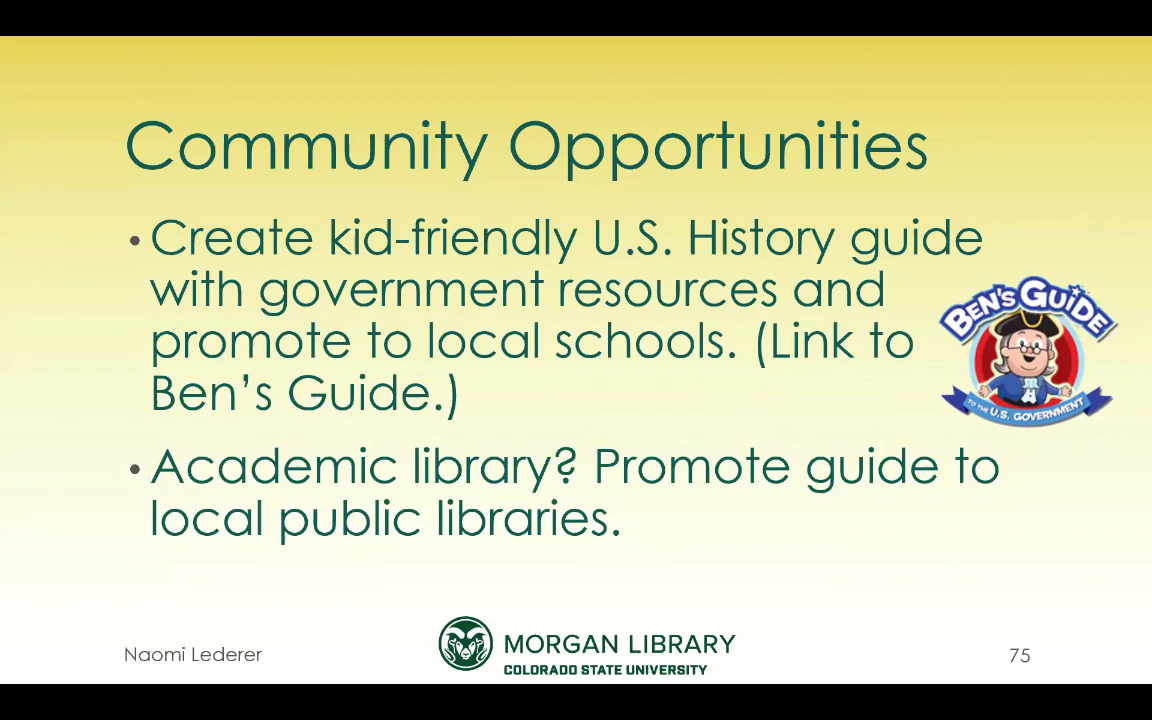 Community Opportunities
• Create kid-friendly U.S. History guide
with government resources and
promote to local schools. (Link to
Ben’s Guide.)
BEN'S GUIDE
TO THE U.S. GOVERNMENT
• Academic library? Promote guide to
local public libraries.
Naomi Lederer
MORGAN LIBRARY
COLORADO STATE UNIVERSITY
75